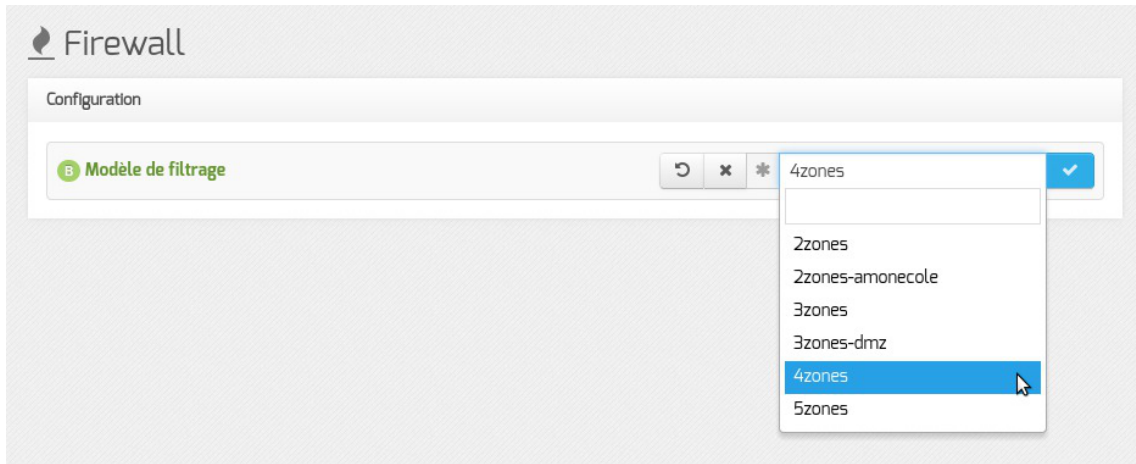 Firewall
Configuration
B Modèle de filtrage
4zones
2zones
2zones-amonecole
3zones
3zones-dmz
4zones
5zones